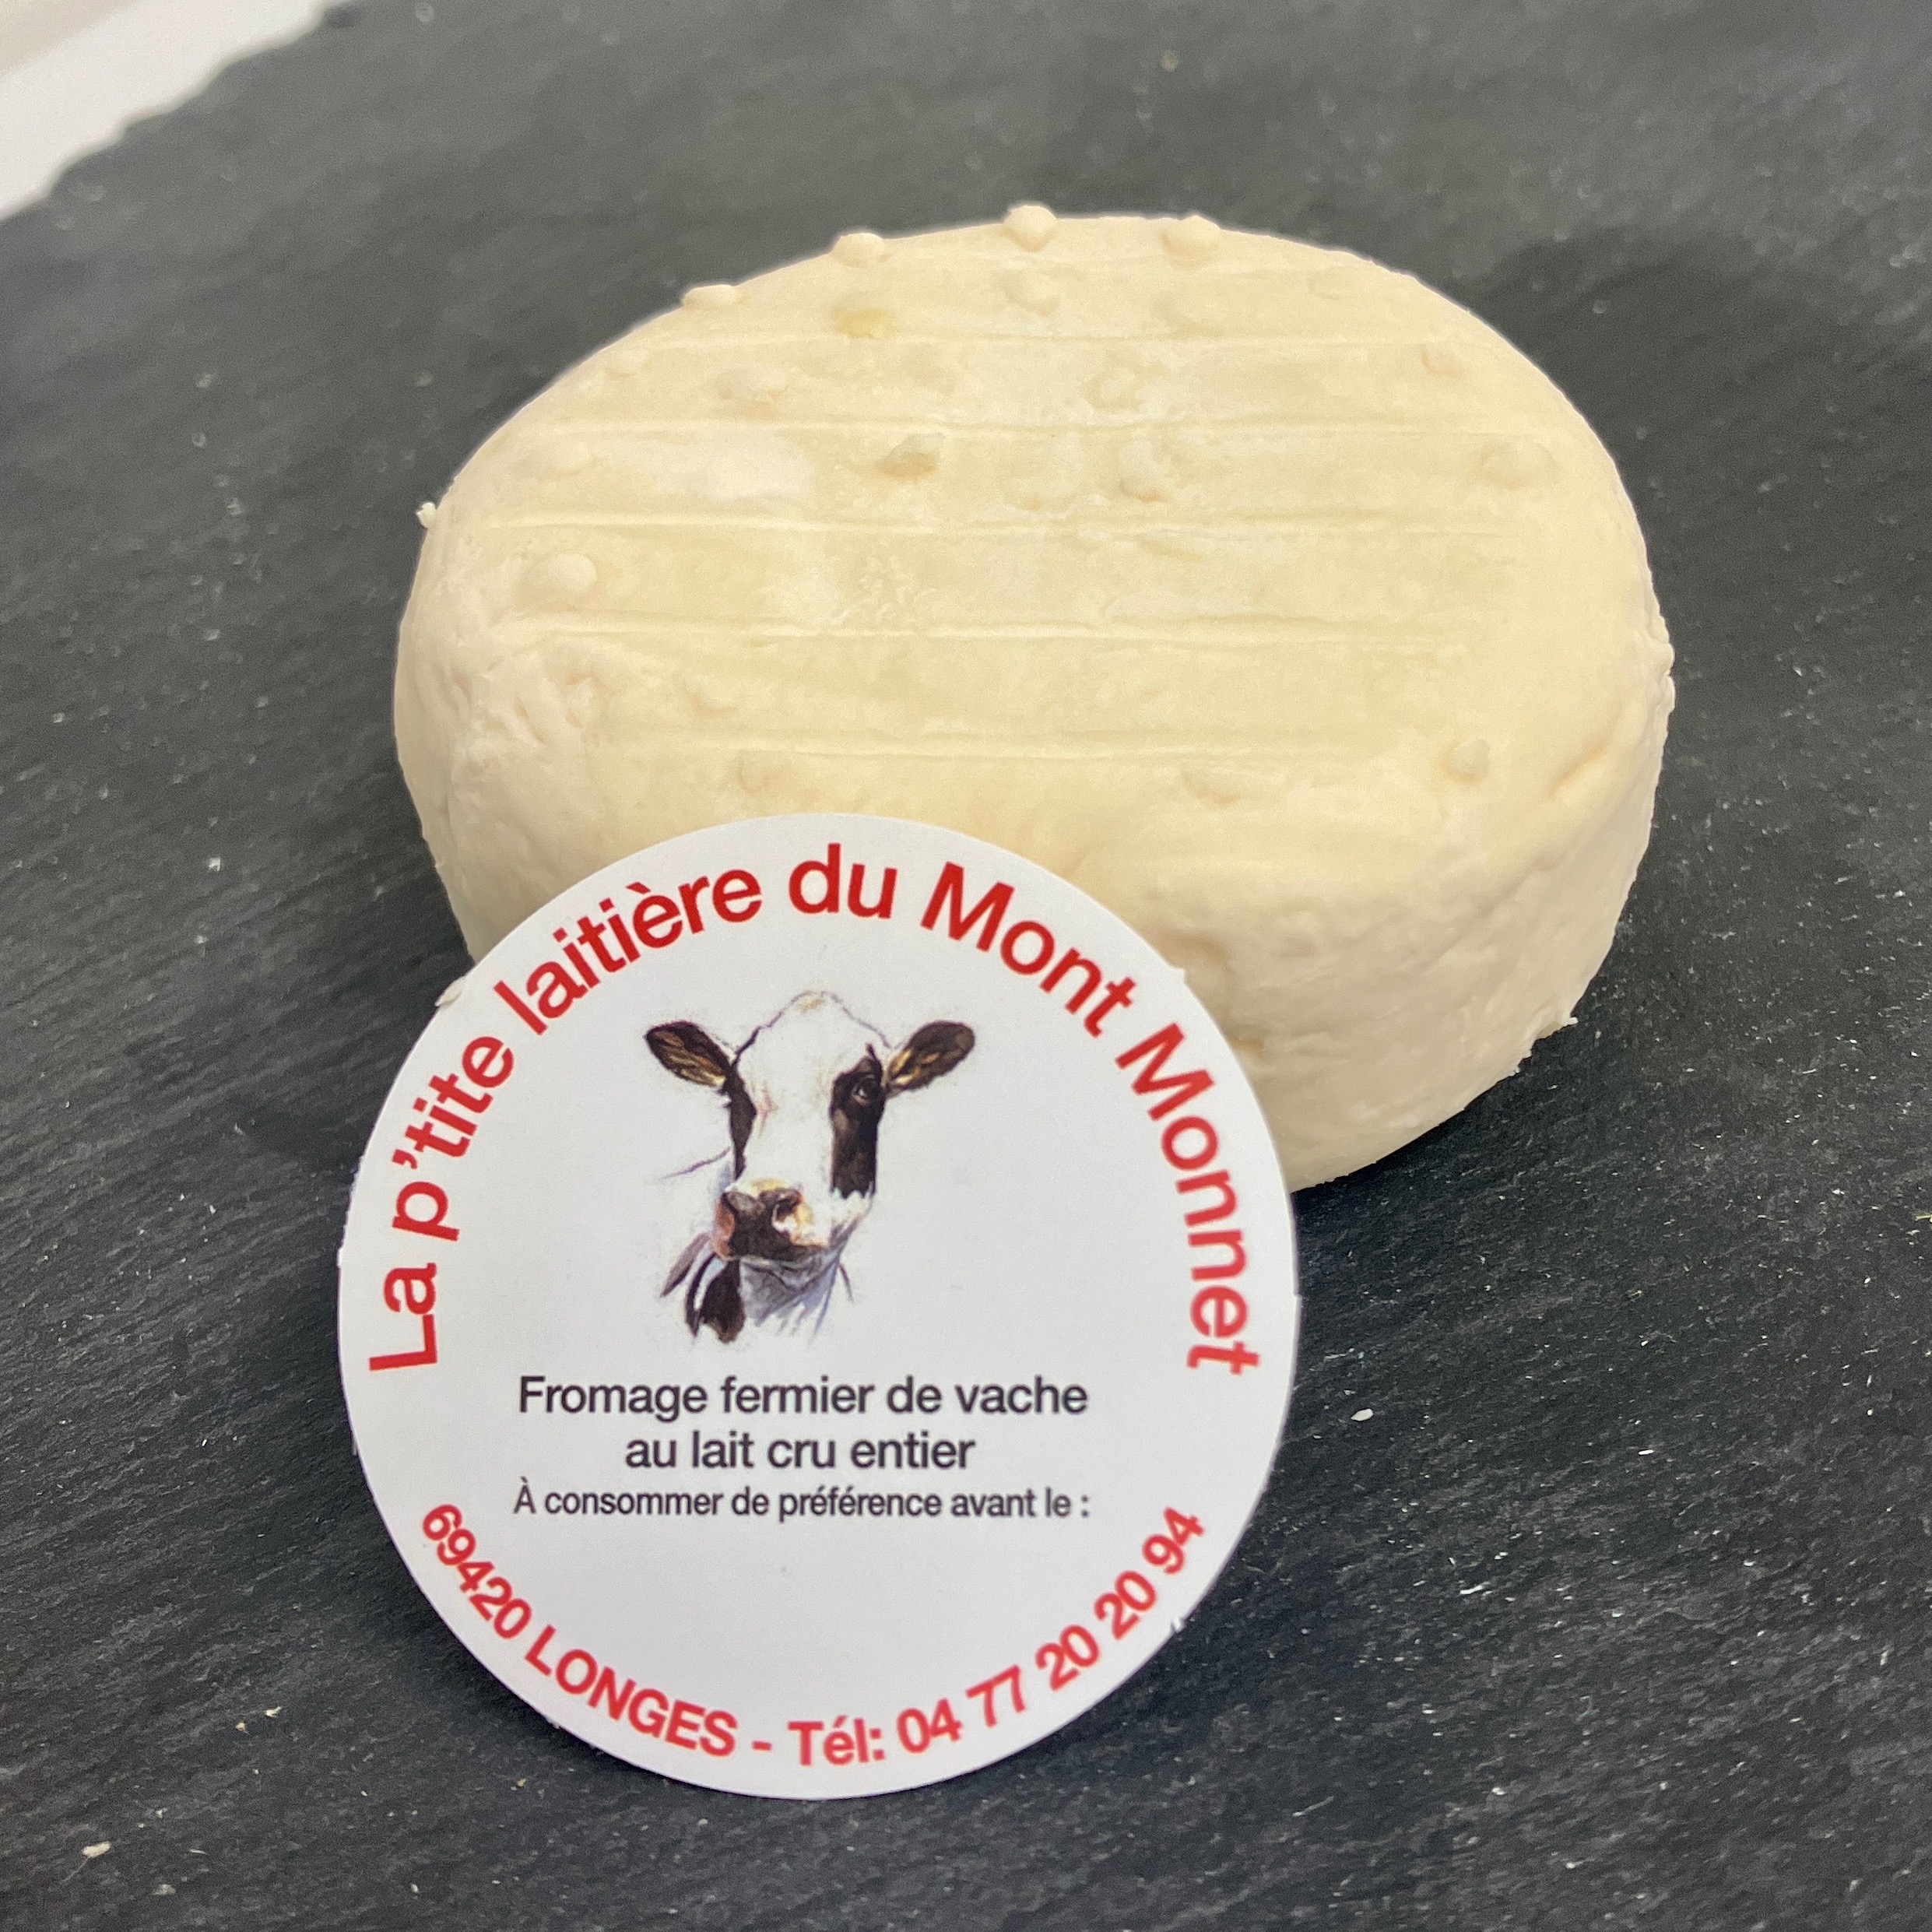 La p'tite laitière du Mont Monnet
Fromage fermier de vache
au lait cru entier
À consommer de préférence avant le :
69420 LONGES - Tél: 04 77 20 20 94